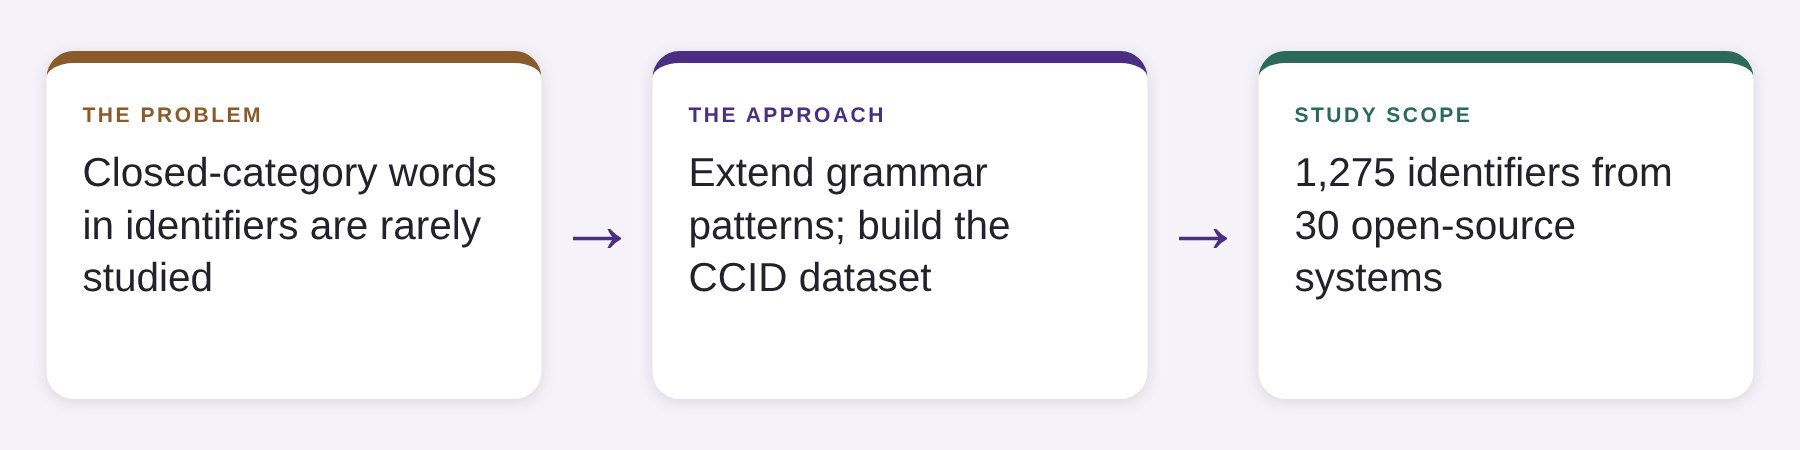 THE PROBLEM
Closed-category words
in identifiers are rarely
studied
→
THE APPROACH
Extend grammar
patterns; build the
CCID dataset
→
STUDY SCOPE
1,275 identifiers from
30 open-source
systems